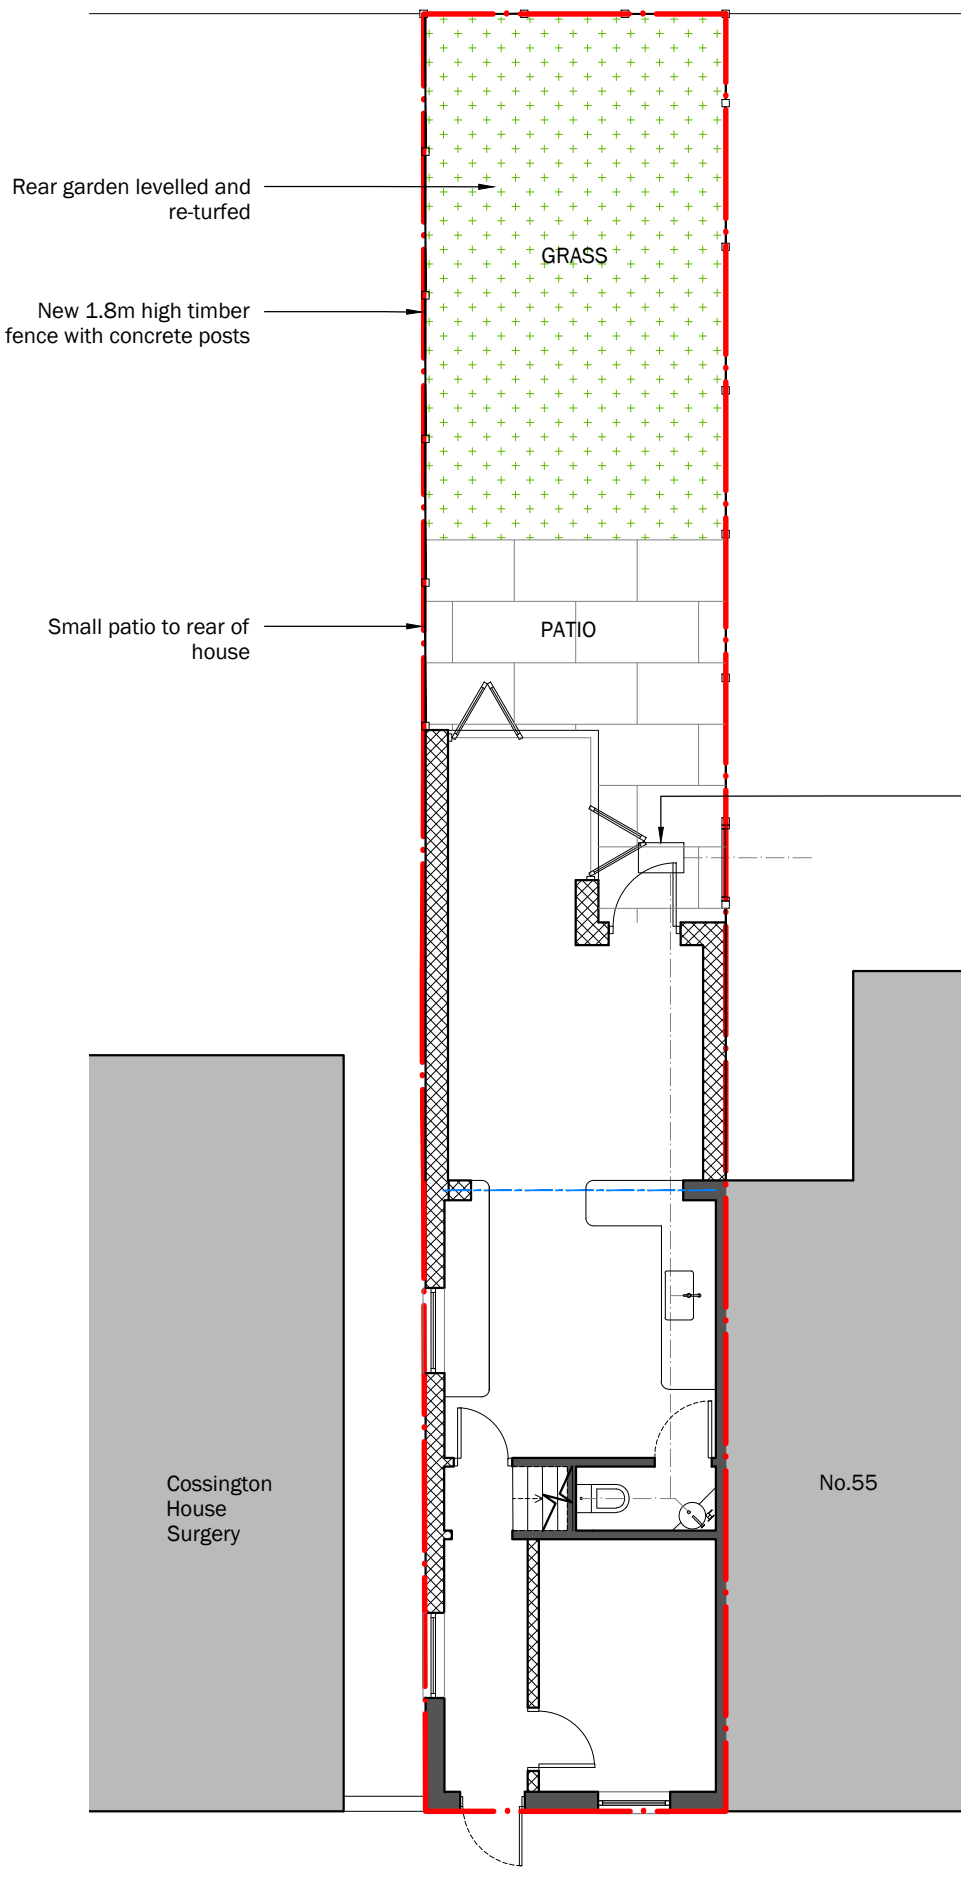 Rear garden levelled and
re-turfed
GRASS
New 1.8m high timber
fence with concrete posts
Small patio to rear of
house
PATIO
Cossington
House
Surgery
No.55